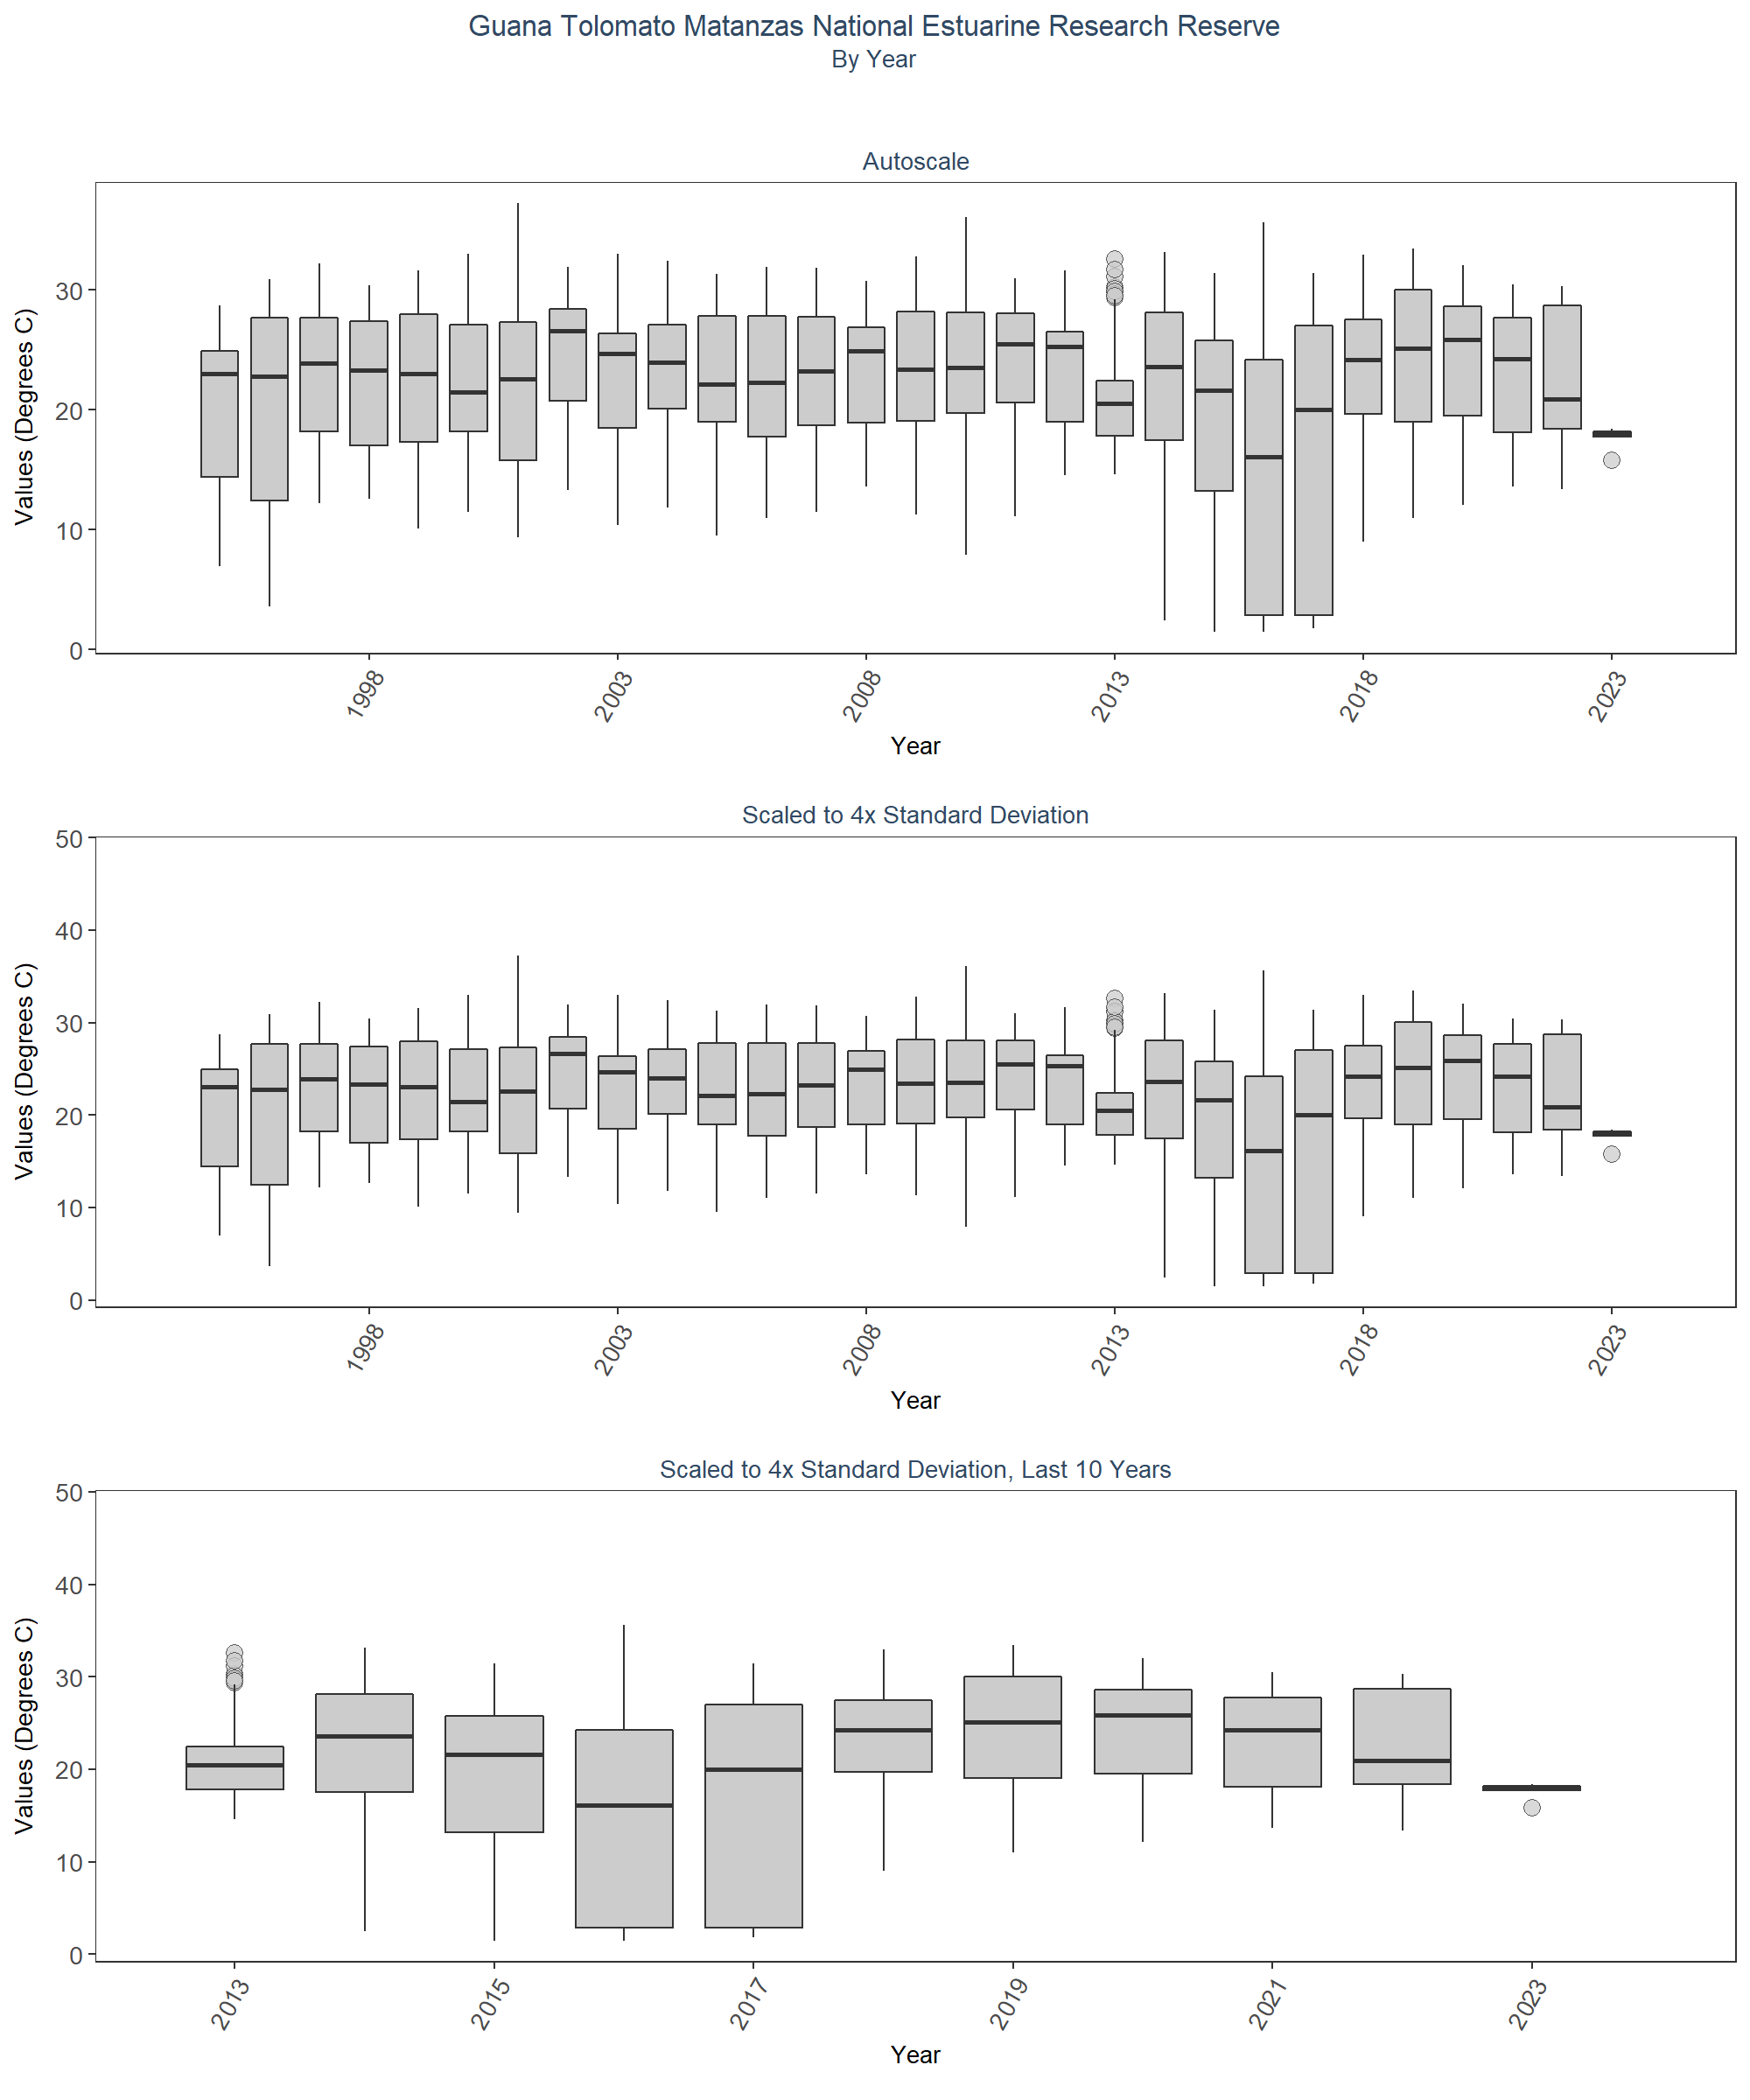 Guana Tolomato Matanzas National Estuarine Research Reserve
By Year
Autoscale
Values (Degrees C)
30
20
10
0
1998 2003 2008 2013 2018 2023
Year
Scaled to 4x Standard Deviation
Values (Degrees C)
50
40
30
20
10
0
1998 2003 2008 2013 2018 2023
Year
Scaled to 4x Standard Deviation, Last 10 Years
Values (Degrees C)
50
40
30
20
10
0
2013 2015 2017 2019 2021 2023
Year